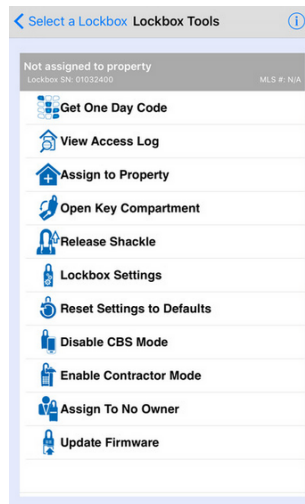 Select a Lockbox Lockbox Tools
Not assigned to property
Lockbox SN: 01032400 MLS #: N/A
Get One Day Code
View Access Log
Assign to Property
Open Key Compartment
Release Shackle
Lockbox Settings
Reset Settings to Defaults
Disable CBS Mode
Enable Contractor Mode
Assign To No Owner
Update Firmware